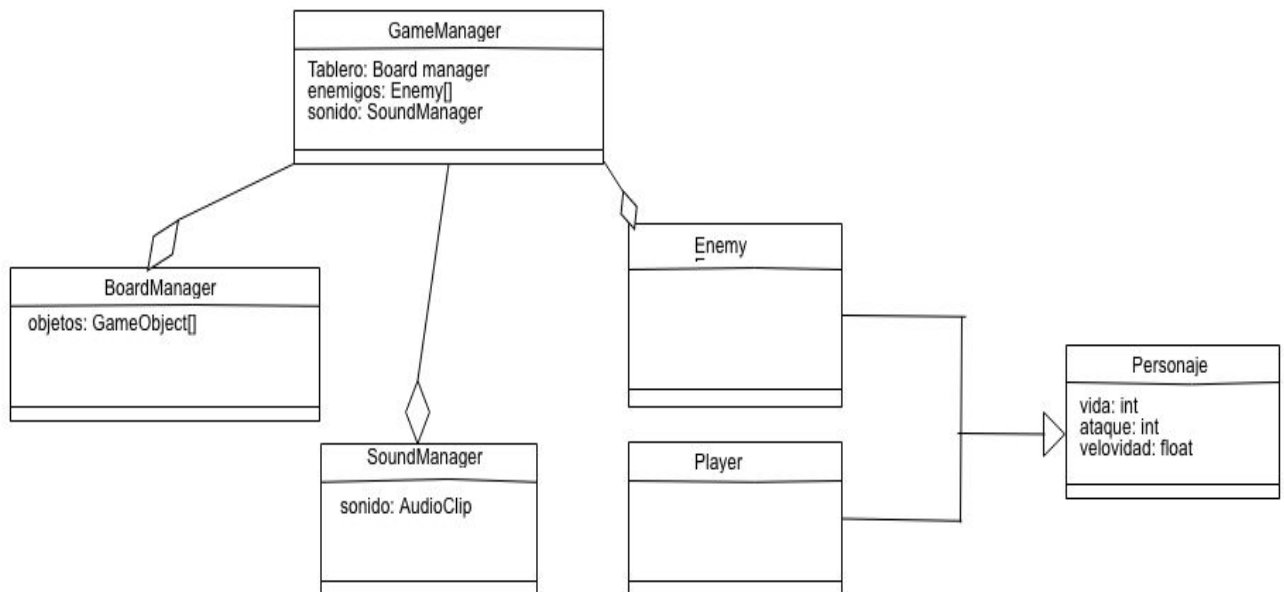 GameManager
Tablero: Board manager
enemigos: Enemy[]
sonido: SoundManager
BoardManager
objetos: GameObject[]
SoundManager
sonido: AudioClip
Enemy
Player
Personaje
vida: int
ataque: int
velovidad: float